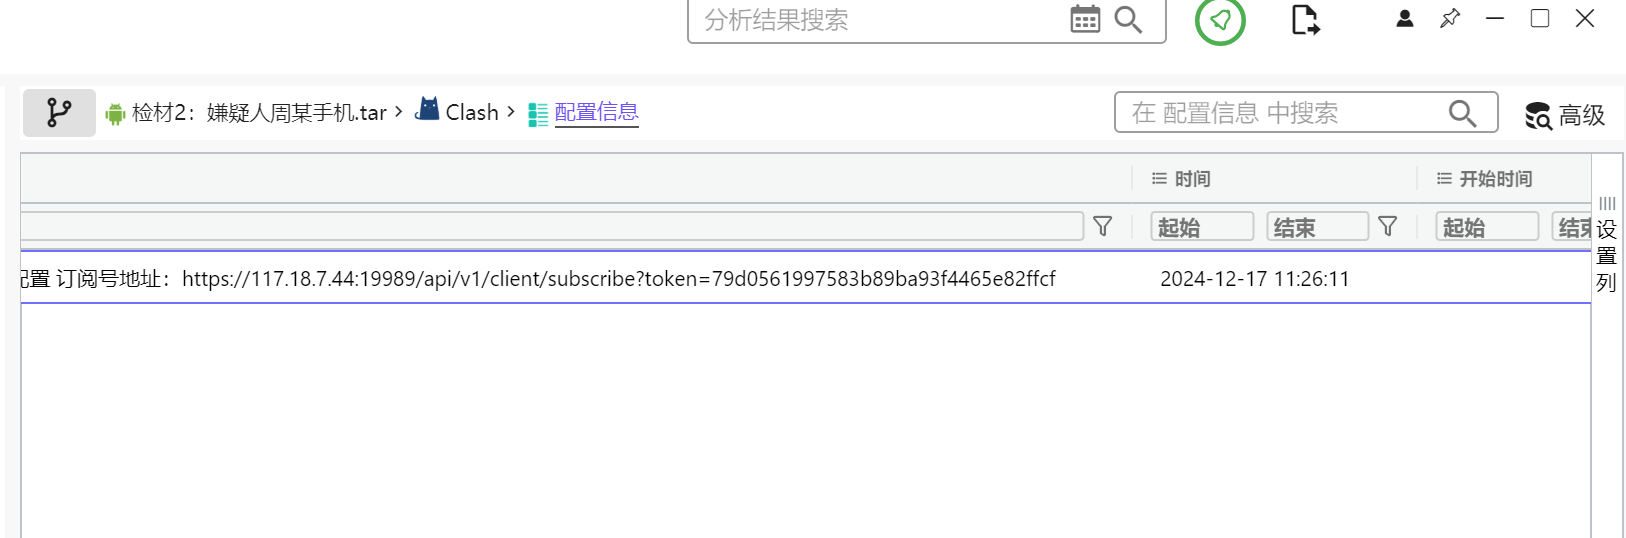 分析结果搜索
检材2：嫌疑人周某手机.tar > Clash > 配置信息
在 配置信息 中搜索
高级
时间
开始时间
起始
结束
起始
结束
设置列
配置 订阅号地址：https://117.18.7.44:19989/api/v1/client/subscribe?token=79d0561997583b89ba93f4465e82ffcf
2024-12-17 11:26:11